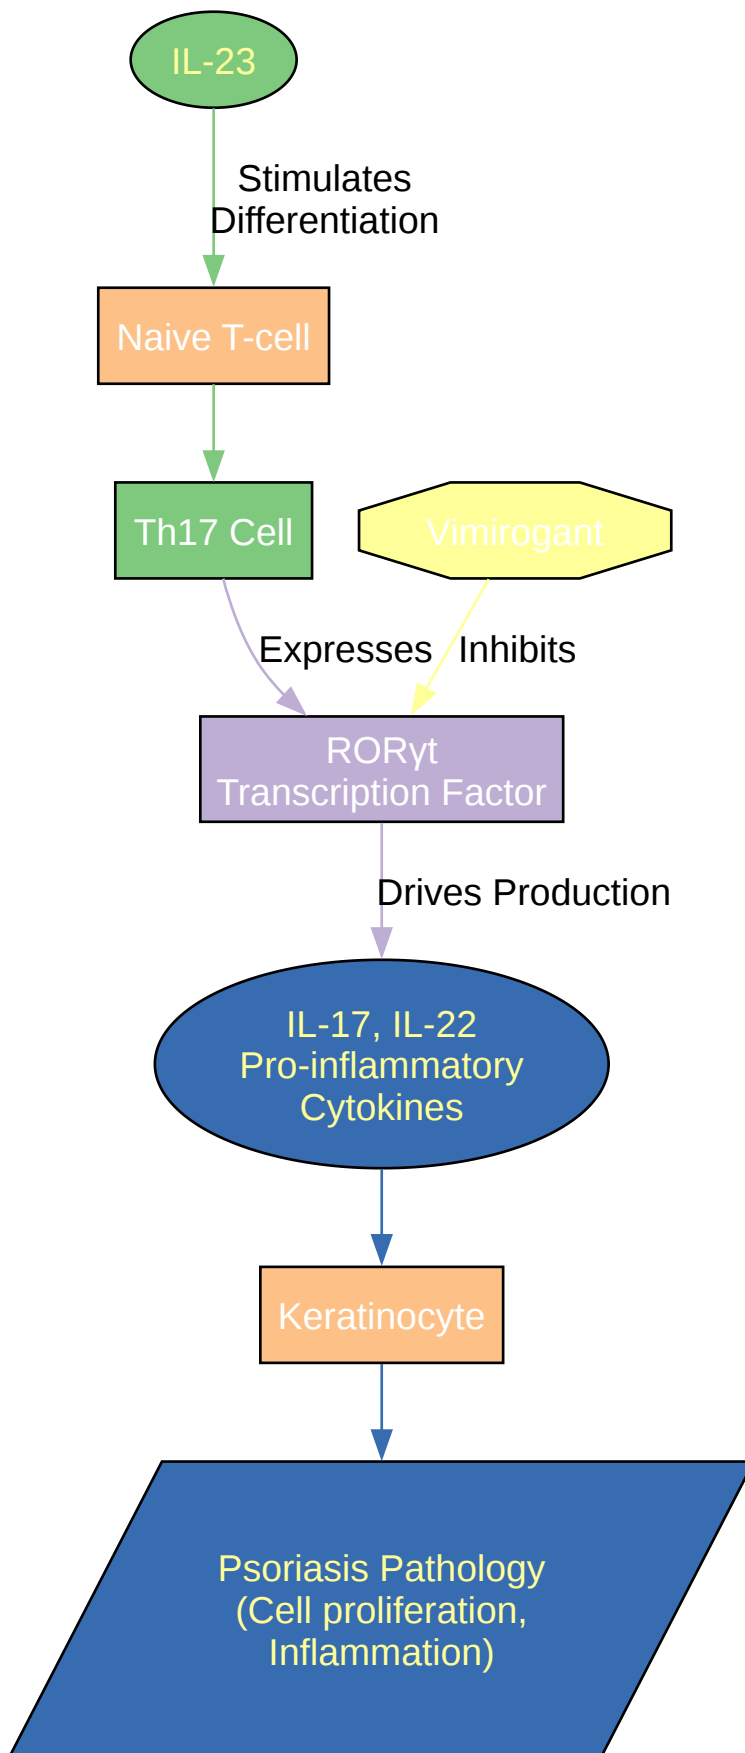 IL-23
Stimulates
Differentiation
Naive T-cell
Th17 Cell
Vimirogant
Expresses
Inhibits
RORγt
Transcription Factor
Drives Production
IL-17, IL-22
Pro-inflammatory
Cytokines
Keratinocyte
Psoriasis Pathology
(Cell proliferation,
Inflammation)